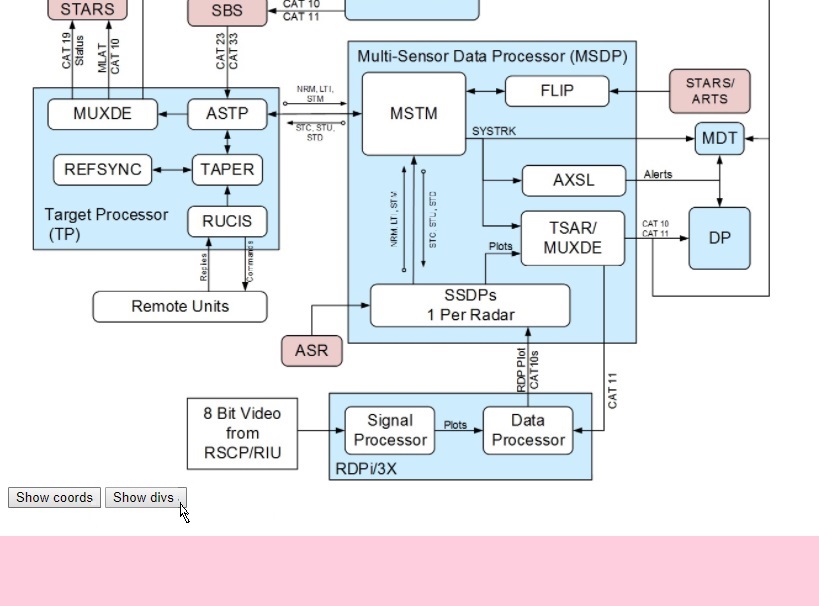 STARS
SBS
CAT 10
CAT 11
CAT 19
Status
MLAT
CAT 10
CAT 23
CAT 33
Multi-Sensor Data Processor (MSDP)
NRM, LTI,
STM
STC, STU,
STD
MUXDE
ASTP
MSTM
FLIP
STARS/
ARTS
SYSTRK
MDT
REFSYNC
TAPER
AXSL
Alerts
Target Processor
(TP)
RUCIS
NRM, LTI, STM
STC, STU, STD
TSAR/
MUXDE
CAT 10
CAT 11
DP
Plots
Replies
Commands
Remote Units
SSDPs
1 Per Radar
ASR
RDP Plot
CAT10s
CAT 11
8 Bit Video
from
RSCP/RIU
Signal
Processor
Plots
Data
Processor
RDPi/3X
Show coords
Show divs